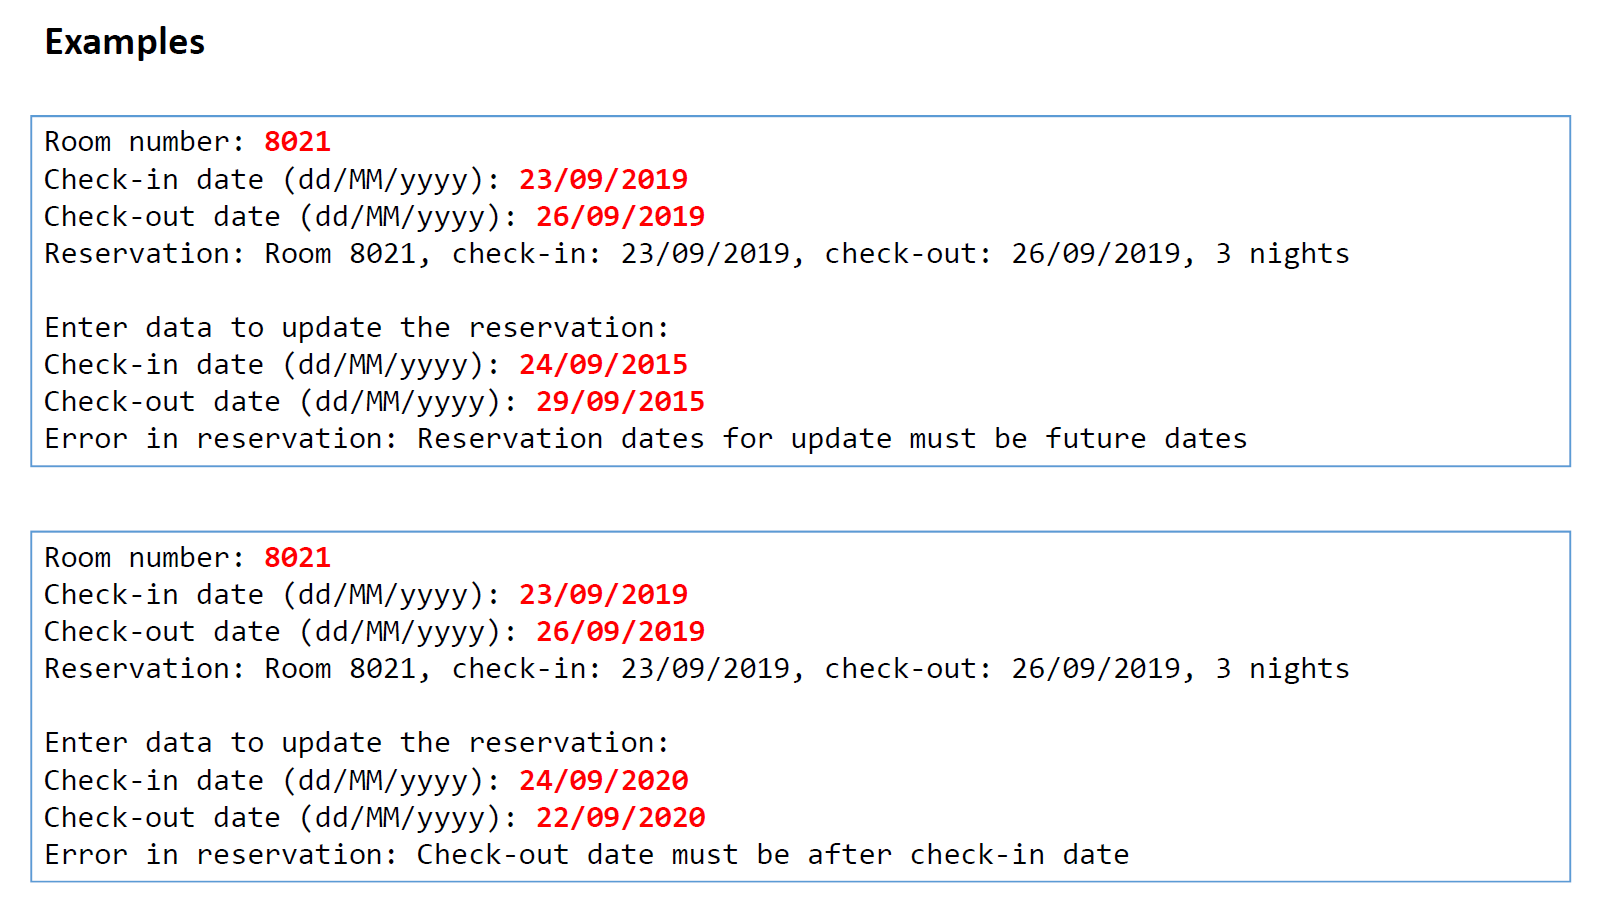 Examples
Room number: 8021
Check-in date (dd/MM/yyyy): 23/09/2019
Check-out date (dd/MM/yyyy): 26/09/2019
Reservation: Room 8021, check-in: 23/09/2019, check-out: 26/09/2019, 3 nights
Enter data to update the reservation:
Check-in date (dd/MM/yyyy): 24/09/2015
Check-out date (dd/MM/yyyy): 29/09/2015
Error in reservation: Reservation dates for update must be future dates
Room number: 8021
Check-in date (dd/MM/yyyy): 23/09/2019
Check-out date (dd/MM/yyyy): 26/09/2019
Reservation: Room 8021, check-in: 23/09/2019, check-out: 26/09/2019, 3 nights
Enter data to update the reservation:
Check-in date (dd/MM/yyyy): 24/09/2020
Check-out date (dd/MM/yyyy): 22/09/2020
Error in reservation: Check-out date must be after check-in date